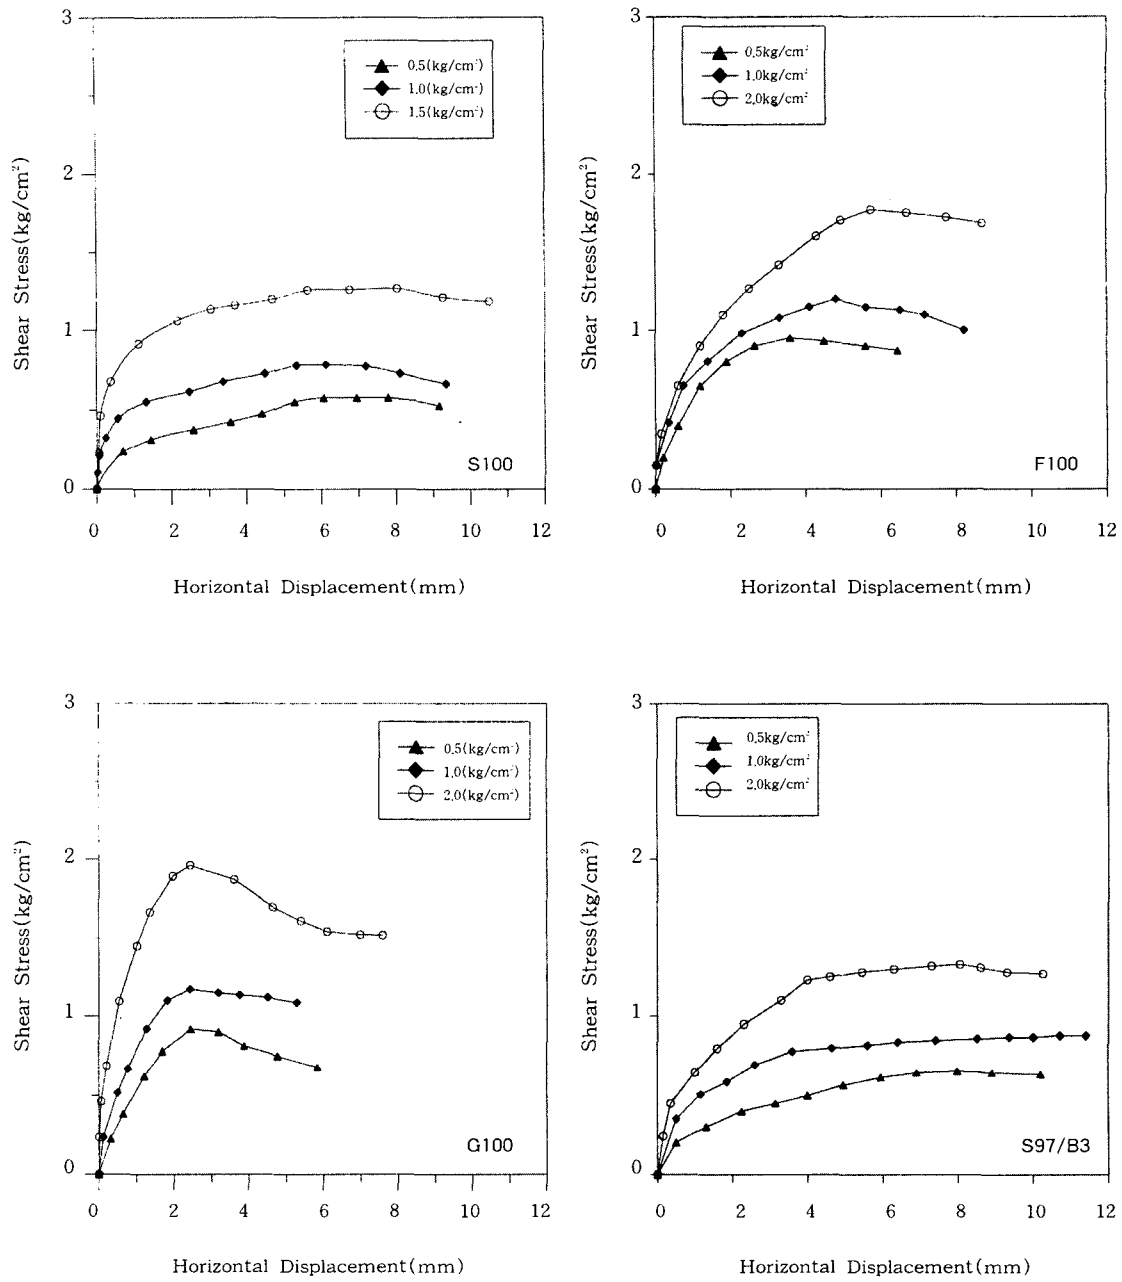 3
2
1
0
Shear Stress(kg/cm²)
0.5(kg/cm²)
1.0(kg/cm²)
1.5(kg/cm²)
S100
0 2 4 6 8 10 12
Horizontal Displacement(mm)
3
2
1
0
Shear Stress(kg/cm²)
0.5kg/cm²
1.0kg/cm²
2.0kg/cm²
F100
0 2 4 6 8 10 12
Horizontal Displacement(mm)
3
2
1
0
Shear Stress(kg/cm²)
0.5(kg/cm²)
1.0(kg/cm²)
2.0(kg/cm²)
G100
0 2 4 6 8 10 12
Horizontal Displacement(mm)
3
2
1
0
Shear Stress(kg/cm²)
0.5kg/cm²
1.0kg/cm²
2.0kg/cm²
S97/B3
0 2 4 6 8 10 12
Horizontal Displacement(mm)